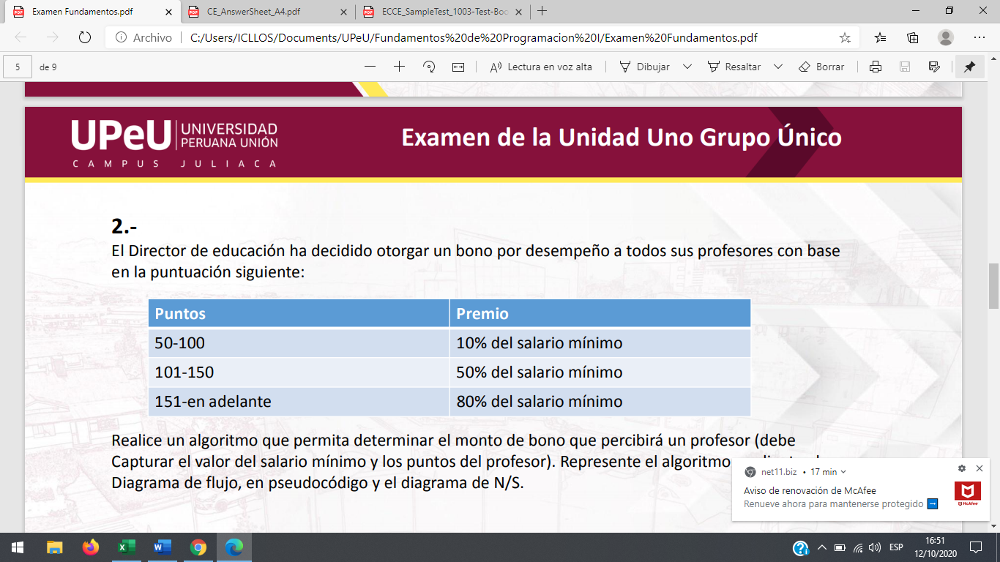 Examen Fundamentos.pdf
CE_AnswerSheet_A4.pdf
ECCE_SampleTest_1003-Test-Boo
Archivo
C:/Users/ICLLOS/Documents/UPeU/Fundamentos%20de%20Programacion%20I/Examen%20Fundamentos.pdf
5 de 9
Lectura en voz alta
Dibujar
Resaltar
Borrar
UPeU UNIVERSIDAD PERUANA UNIÓN
CAMPUS JULIACA
Examen de la Unidad Uno Grupo Único
2.-
El Director de educación ha decidido otorgar un bono por desempeño a todos sus profesores con base
en la puntuación siguiente:
Puntos Premio
50-100 10% del salario mínimo
101-150 50% del salario mínimo
151-en adelante 80% del salario mínimo
Realice un algoritmo que permita determinar el monto de bono que percibirá un profesor (debe
Capturar el valor del salario mínimo y los puntos del profesor). Represente el algoritmo
Diagrama de flujo, en pseudocódigo y el diagrama de N/S.
net11.biz • 17 min
Aviso de renovación de McAfee
Renueve ahora para mantenerse protegido
McAfee
ESP
16:51
12/10/2020